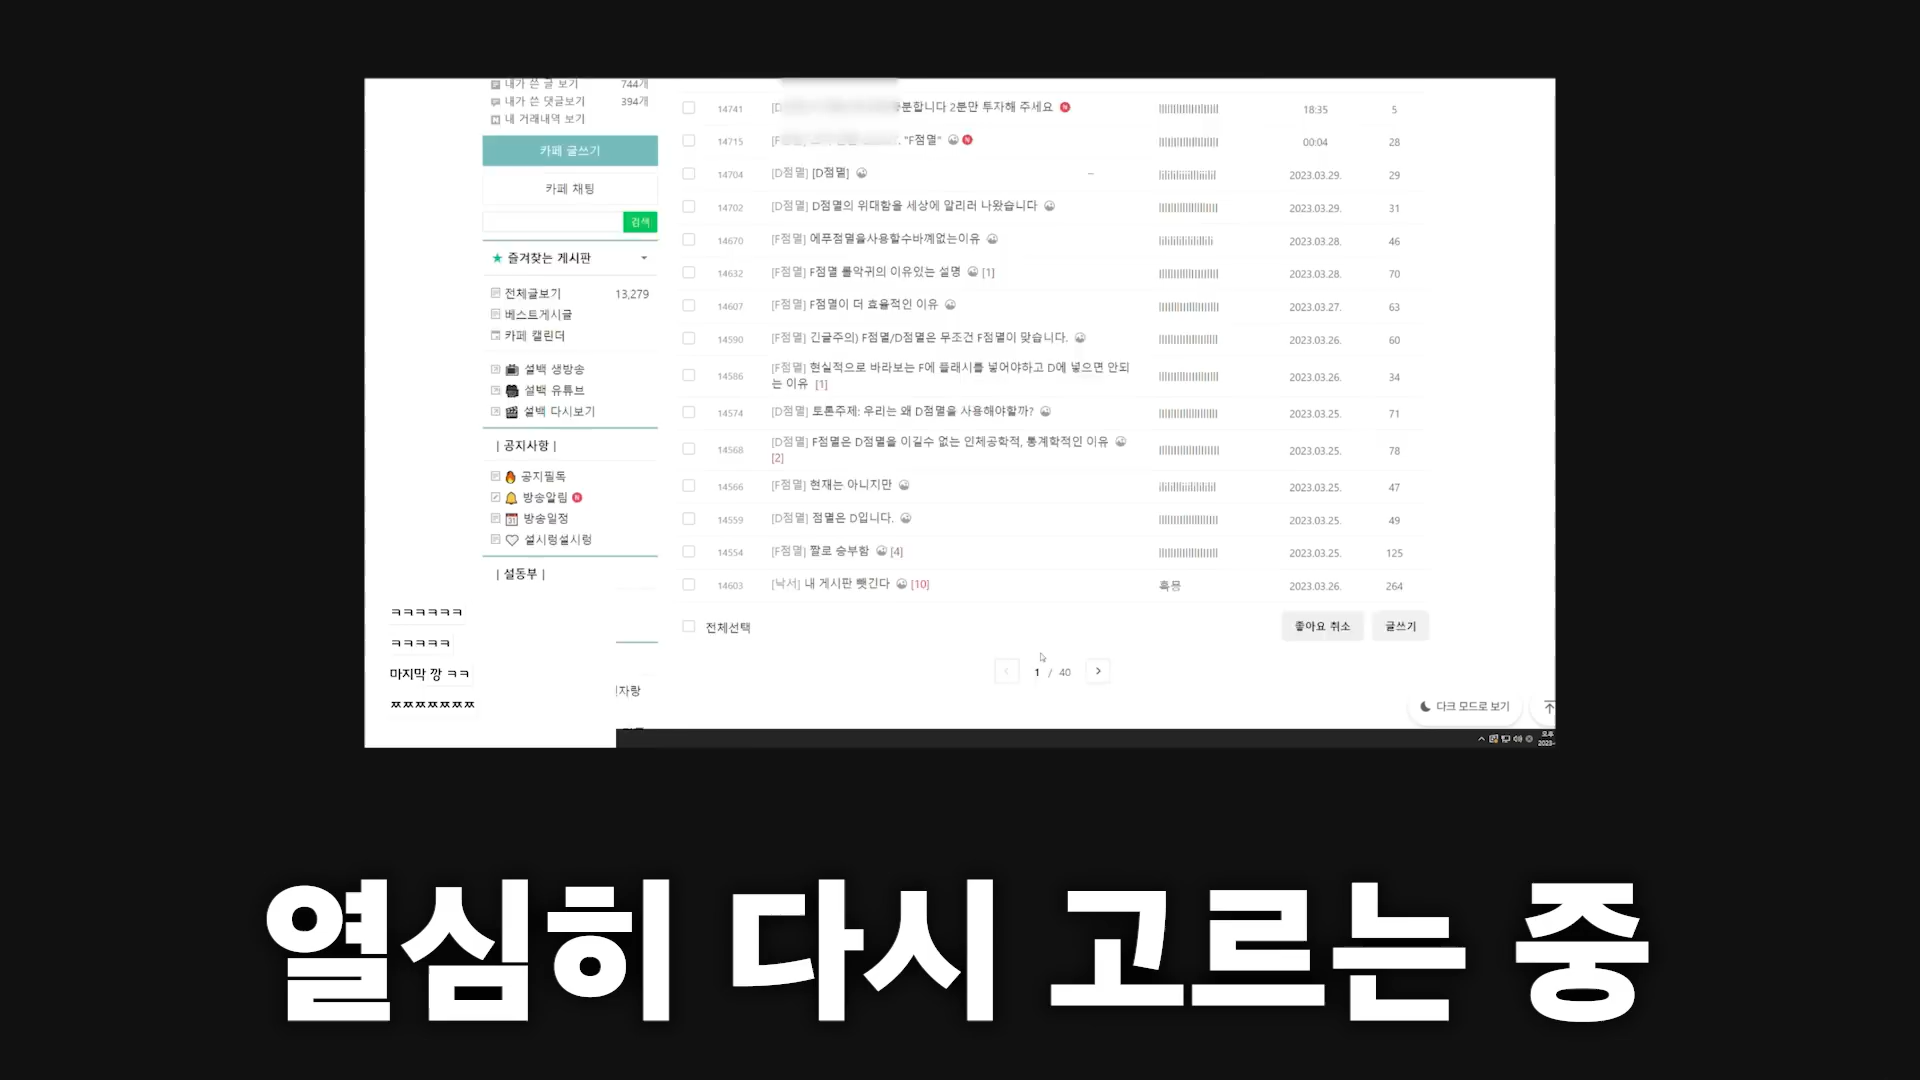 내가 쓴 글 보기 744개
내가 쓴 댓글보기 394개
내 거래내역 보기
카페 글쓰기
카페 채팅
검색
즐겨찾는 게시판
전체글보기 13,279
베스트게시글
카페 캘린더
설백 생방송
설백 유튜브
설백 다시보기
| 공지사항 |
공지필독
방송알림 N
방송일정
설시렁설시렁
| 설동부 |
ㅋㅋㅋㅋㅋㅋ
ㅋㅋㅋㅋㅋ
마지막 깡 ㅋㅋ
ㅉㅉㅉㅉㅉㅉㅉ
14741 [D 2분만 투자해 주세요 N 18:35 5
14715 "F점멸" N 00:04 28
14704 [D점멸] [D점멸] 2023.03.29. 29
14702 [D점멸] D점멸의 위대함을 세상에 알리러 나왔습니다 2023.03.29. 31
14670 [F점멸] 에푸점멸을사용할수바께없는이유 2023.03.28. 46
14632 [F점멸] F점멸 롤악귀의 이유있는 설명 [1] 2023.03.28. 70
14607 [F점멸] F점멸이 더 효율적인 이유 2023.03.27. 63
14590 [F점멸] 긴글주의) F점멸/D점멸은 무조건 F점멸이 맞습니다. 2023.03.26. 60
14586 [F점멸] 현실적으로 바라보는 F에 플래시를 넣어야하고 D에 넣으면 안되
는 이유 [1] 2023.03.26. 34
14574 [D점멸] 토론주제: 우리는 왜 D점멸을 사용해야할까? 2023.03.25. 71
14568 [D점멸] F점멸은 D점멸을 이길수 없는 인체공학적, 통계학적인 이유
[2] 2023.03.25. 78
14566 [F점멸] 현재는 아니지만 2023.03.25. 47
14559 [D점멸] 점멸은 D입니다. 2023.03.25. 49
14554 [F점멸] 짤로 승부함 [4] 2023.03.25. 125
14603 [낙서] 내 게시판 뺏긴다 [10] 2023.03.26. 264
전체선택
좋아요 취소 글쓰기
1 / 40
다크 모드로 보기
자랑
열심히 다시 고르는 중